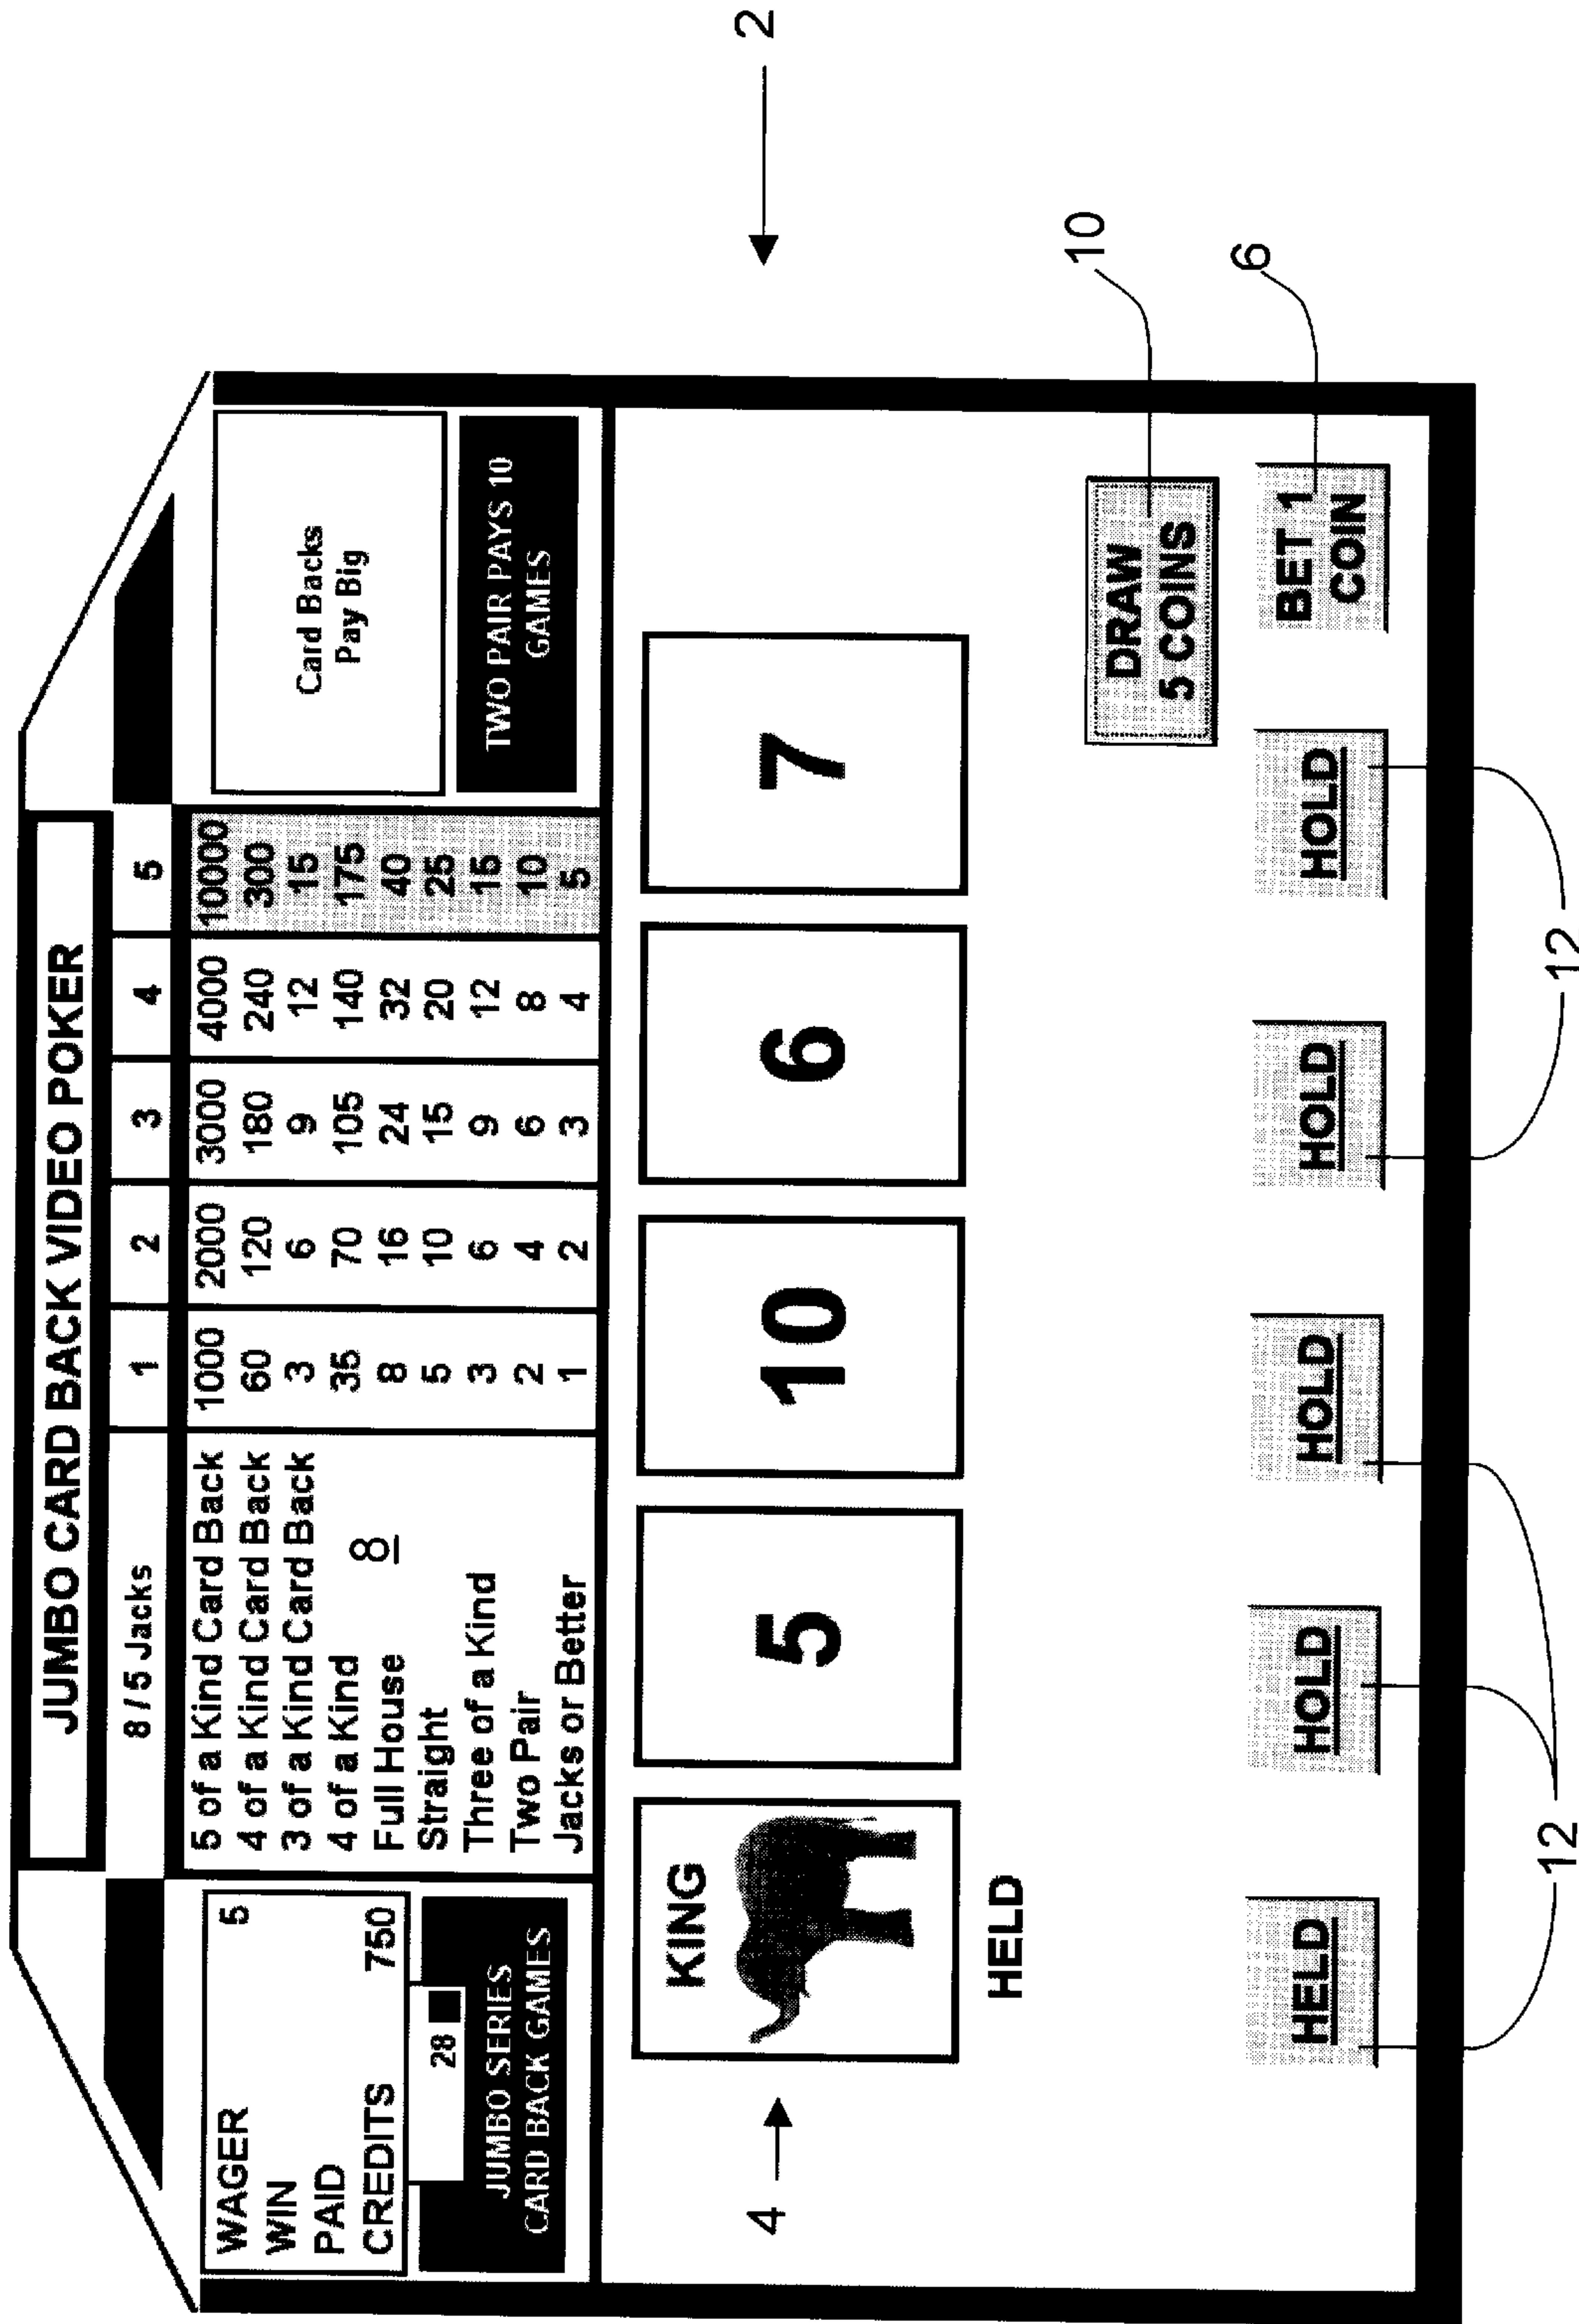 JUMBO CARD BACK VIDEO POKER
8 / 5 Jacks 1 2 3 4 5
WAGER 5
WIN
PAID
CREDITS 750
28
JUMBO SERIES
CARD BACK GAMES
5 of a Kind Card Back 1000 2000 3000 4000 10000
4 of a Kind Card Back 60 120 180 240 300
3 of a Kind Card Back 3 6 9 12 15
4 of a Kind 35 70 105 140 175
8
Full House 8 16 24 32 40
Straight 5 10 15 20 25
Three of a Kind 3 6 9 12 15
Two Pair 2 4 6 8 10
Jacks or Better 1 2 3 4 5
Card Backs
Pay Big
TWO PAIR PAYS 10
GAMES
4
KING
5
10
6
7
2
HELD
DRAW
5 COINS
10
HELD
HOLD
HOLD
HOLD
HOLD
BET 1
COIN
6
12
12